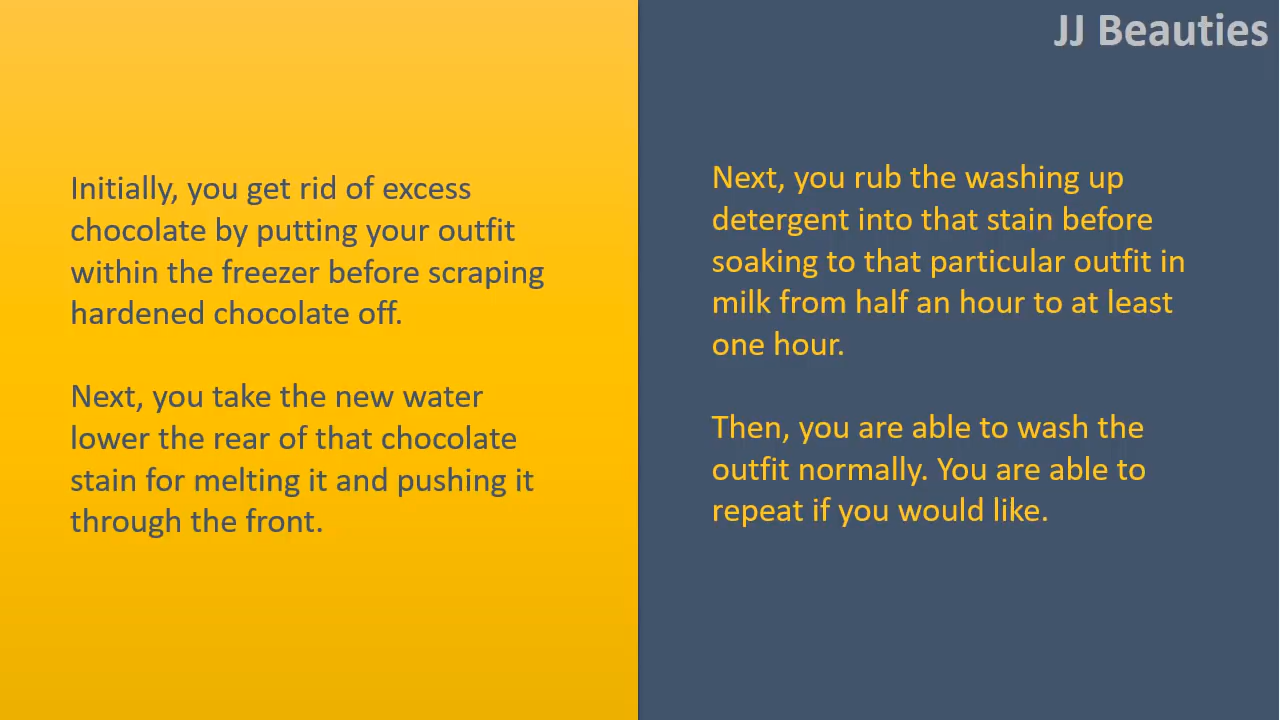 JJ Beauties
Initially, you get rid of excess
chocolate by putting your outfit
within the freezer before scraping
hardened chocolate off.
Next, you take the new water
lower the rear of that chocolate
stain for melting it and pushing it
through the front.
Next, you rub the washing up
detergent into that stain before
soaking to that particular outfit in
milk from half an hour to at least
one hour.
Then, you are able to wash the
outfit normally. You are able to
repeat if you would like.